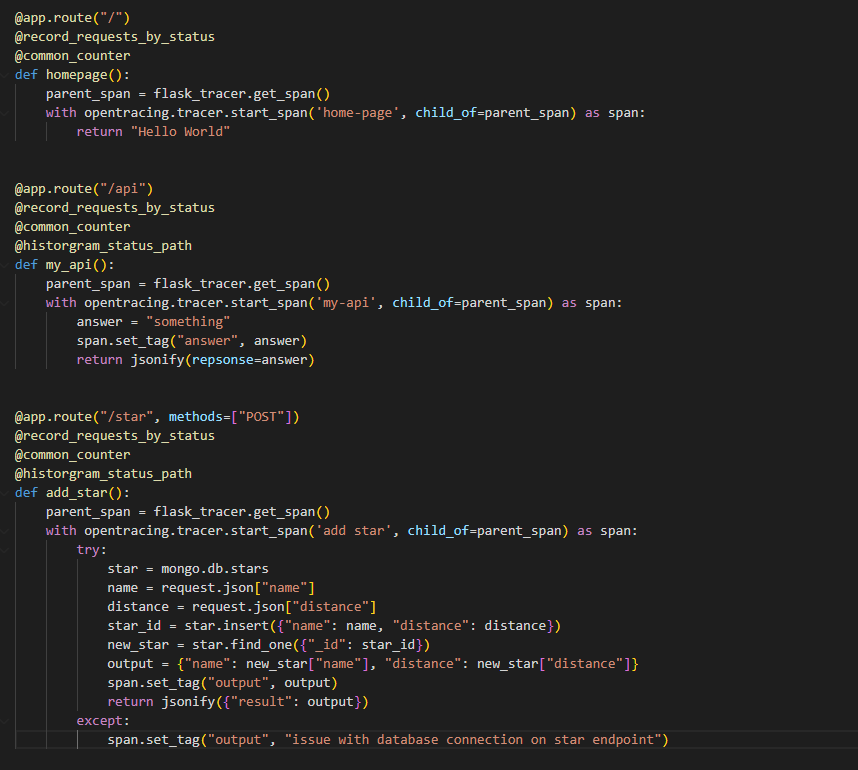 @app.route("/")
@record_requests_by_status
@common_counter
def homepage():
    parent_span = flask_tracer.get_span()
    with opentracing.tracer.start_span('home-page', child_of=parent_span) as span:
        return "Hello World"

@app.route("/api")
@record_requests_by_status
@common_counter
@historgram_status_path
def my_api():
    parent_span = flask_tracer.get_span()
    with opentracing.tracer.start_span('my-api', child_of=parent_span) as span:
        answer = "something"
        span.set_tag("answer", answer)
        return jsonify(repsonse=answer)

@app.route("/star", methods=["POST"])
@record_requests_by_status
@common_counter
@historgram_status_path
def add_star():
    parent_span = flask_tracer.get_span()
    with opentracing.tracer.start_span('add star', child_of=parent_span) as span:
        try:
            star = mongo.db.stars
            name = request.json["name"]
            distance = request.json["distance"]
            star_id = star.insert({"name": name, "distance": distance})
            new_star = star.find_one({"_id": star_id})
            output = {"name": new_star["name"], "distance": new_star["distance"]}
            span.set_tag("output", output)
            return jsonify({"result": output})
        except:
            span.set_tag("output", "issue with database connection on star endpoint")